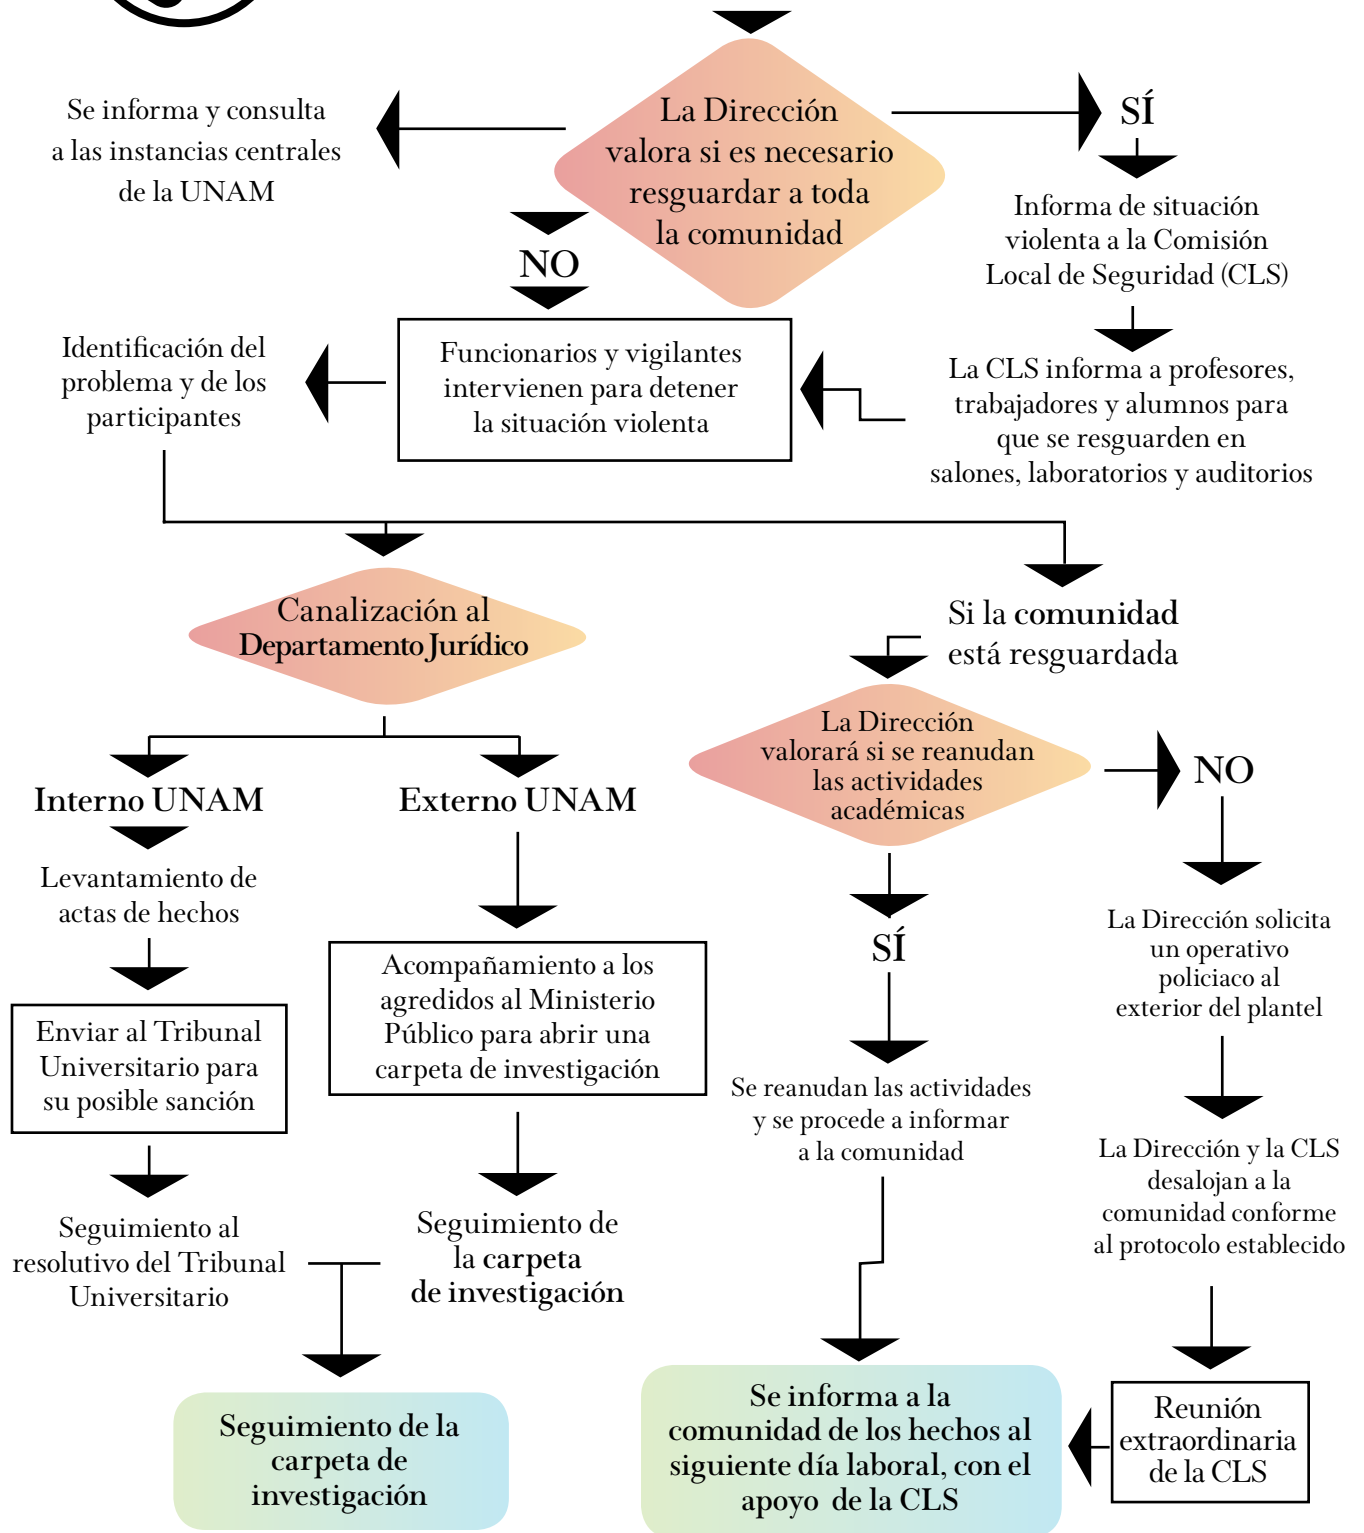 Se informa y consulta
a las instancias centrales
de la UNAM
La Dirección
valora si es necesario
resguardar a toda
la comunidad
SÍ
Informa de situación
violenta a la Comisión
Local de Seguridad (CLS)
NO
Identificación del
problema y de los
participantes
Funcionarios y vigilantes
intervienen para detener
la situación violenta
La CLS informa a profesores,
trabajadores y alumnos para
que se resguarden en
salones, laboratorios y auditorios
Canalización al
Departamento Jurídico
Si la comunidad
está resguardada
La Dirección
valorará si se reanudan
las actividades
académicas
NO
Interno UNAM
Externo UNAM
Levantamiento de
actas de hechos
SÍ
La Dirección solicita
un operativo
policiaco al
exterior del plantel
Enviar al Tribunal
Universitario para
su posible sanción
Acompañamiento a los
agredidos al Ministerio
Público para abrir una
carpeta de investigación
Se reanudan las actividades
y se procede a informar
a la comunidad
La Dirección y la CLS
desalojan a la
comunidad conforme
al protocolo establecido
Seguimiento al
resolutivo del Tribunal
Universitario
Seguimiento de
la carpeta
de investigación
Seguimiento de la
carpeta de
investigación
Se informa a la
comunidad de los hechos al
siguiente día laboral, con el
apoyo de la CLS
Reunión
extraordinaria
de la CLS